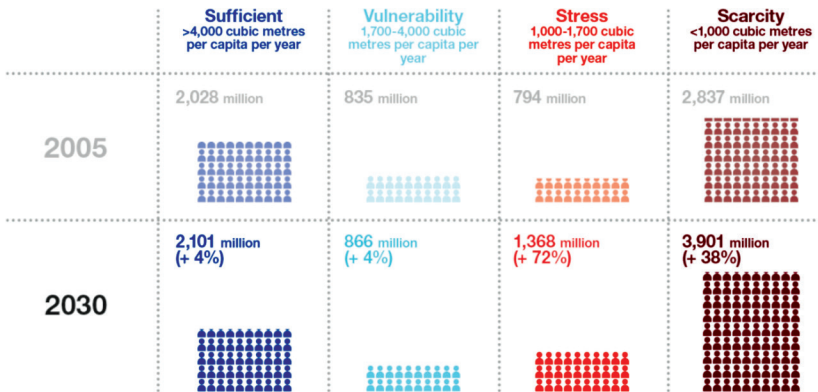 Sufficient
>4,000 cubic metres
per capita per year
Vulnerability
1,700-4,000 cubic
metres per capita per
year
Stress
1,000-1,700 cubic
metres per capita
per year
Scarcity
<1,000 cubic metres
per capita per year
2005
2,028 million
835 million
794 million
2,837 million
2030
2,101 million
(+ 4%)
866 million
(+ 4%)
1,368 million
(+ 72%)
3,901 million
(+ 38%)